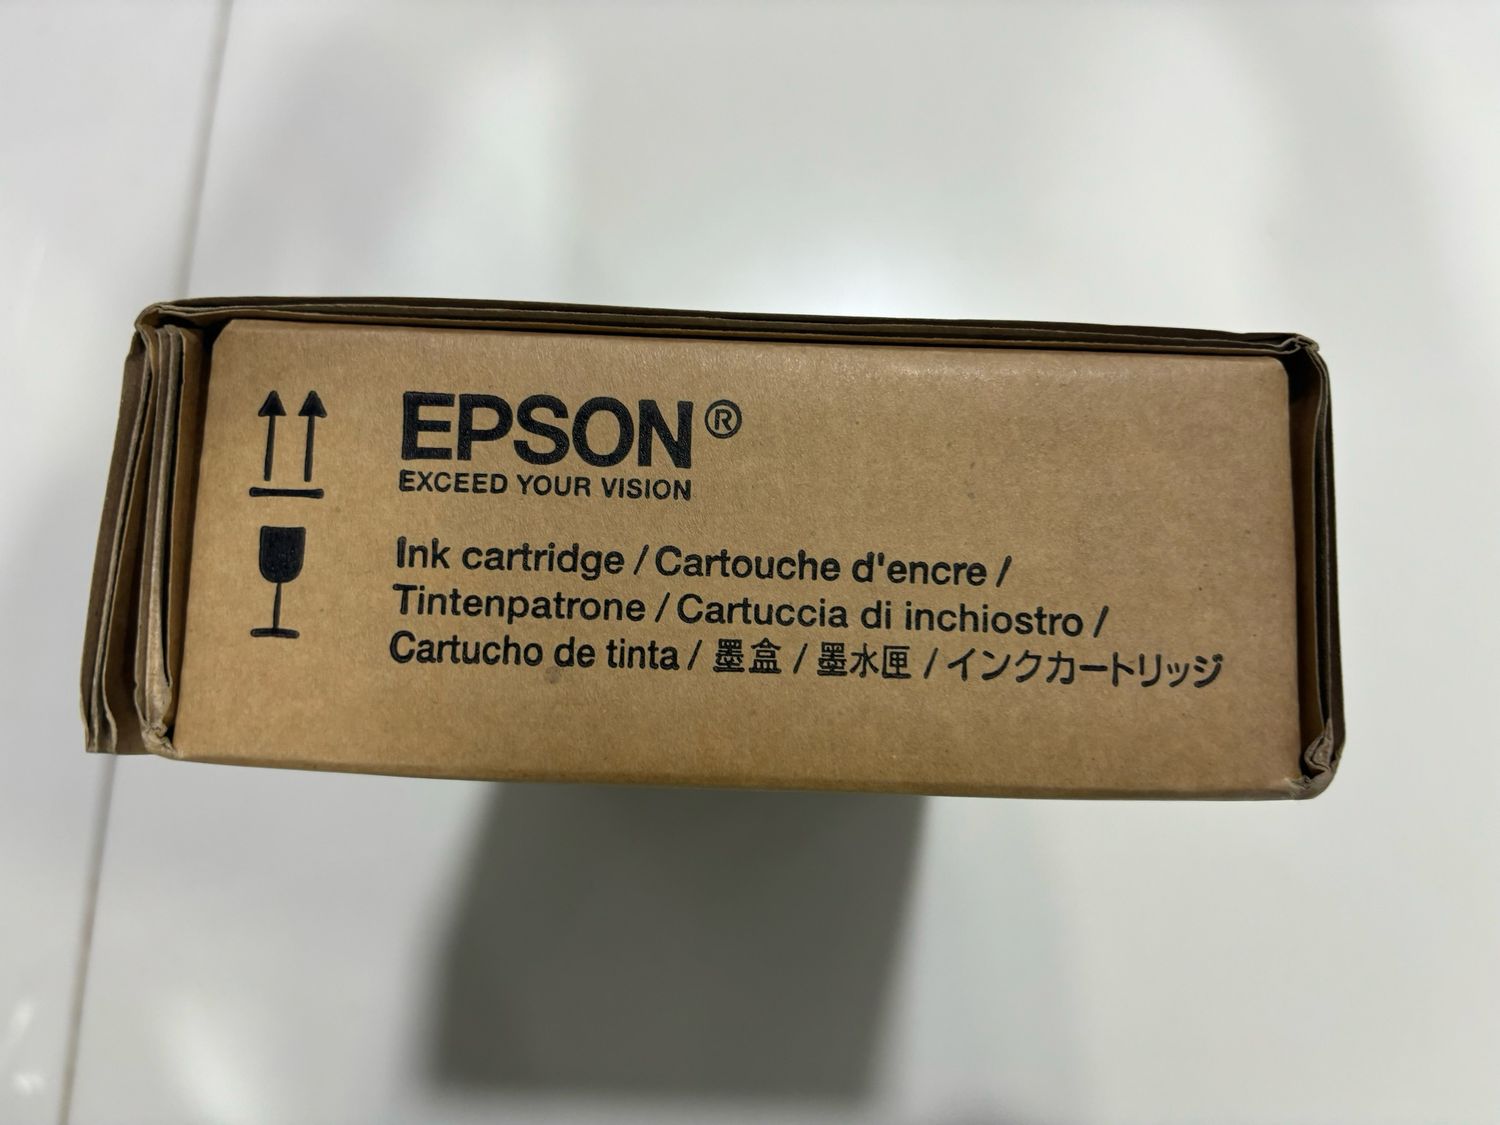 EPSON®
EXCEED YOUR VISION
Ink cartridge / Cartouche d'encre /
Tintenpatrone / Cartuccia di inchiostro /
Cartucho de tinta / 墨盒 / 墨水匣 / インクカートリッジ